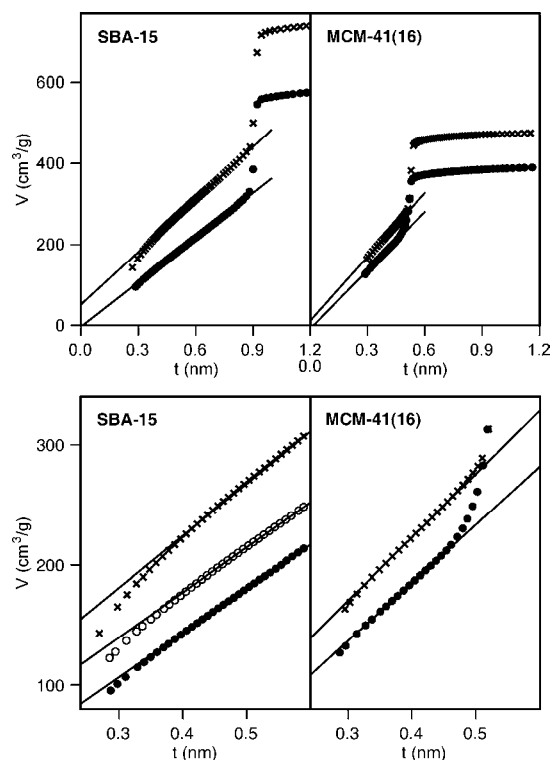 SBA-15
MCM-41(16)
600
400
200
0
V (cm³/g)
0.0 0.3 0.6 0.9 1.2
0.0 0.3 0.6 0.9 1.2
t (nm)
t (nm)
SBA-15
MCM-41(16)
300
200
100
V (cm³/g)
0.3 0.4 0.5
0.3 0.4 0.5
t (nm)
t (nm)